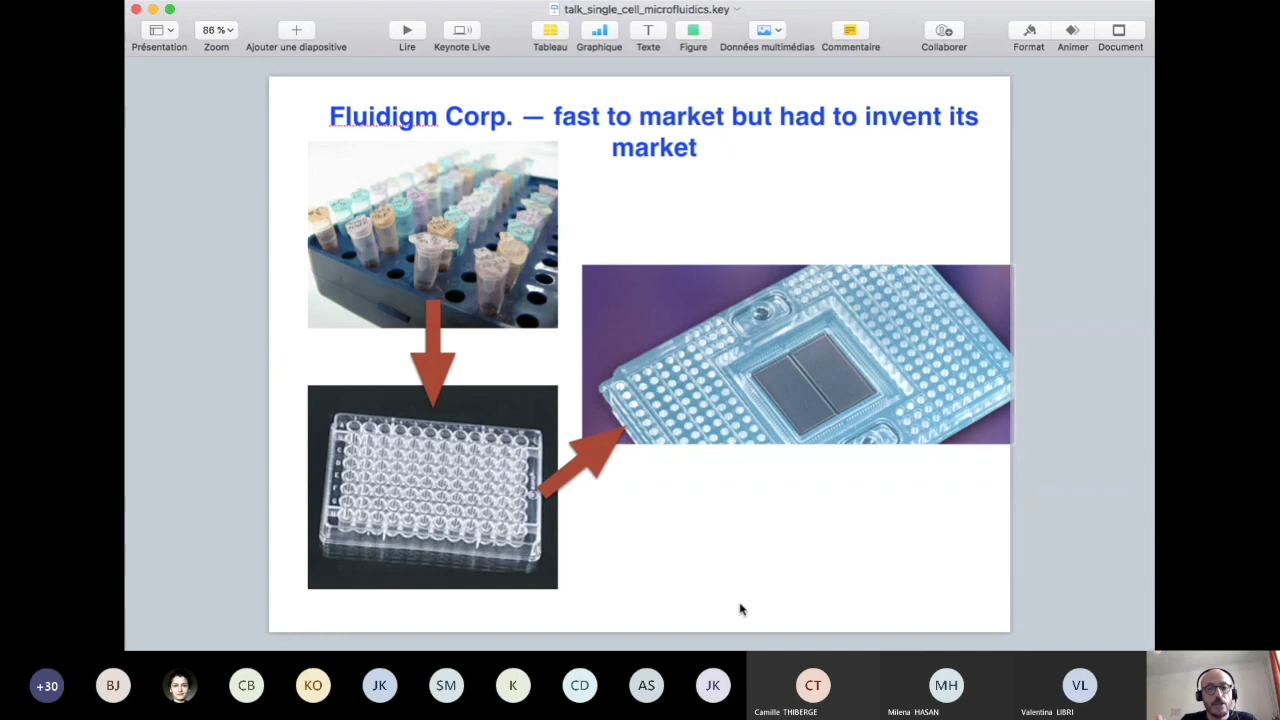 talk_single_cell_microfluidics.key
86 %
Présentation
Zoom
Ajouter une diapositive
Lire
Keynote Live
Tableau
Graphique
Texte
Figure
Données multimédias
Commentaire
Collaborer
Format
Animer
Document
Fluidigm Corp. — fast to market but had to invent its
market
+30
BJ
CB
KO
JK
SM
K
CD
AS
JK
CT
MH
VL
Camille THIBERGE
Milena HASAN
Valentina LIBRI